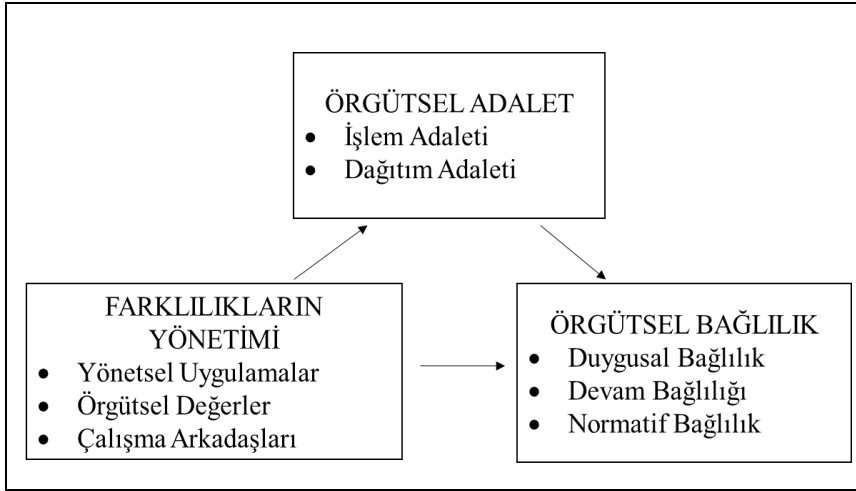 ÖRGÜTSEL ADALET
• İşlem Adaleti
• Dağıtım Adaleti
FARKLILIKLARIN
YÖNETİMİ
• Yönetsel Uygulamalar
• Örgütsel Değerler
• Çalışma Arkadaşları
ÖRGÜTSEL BAĞLILIK
• Duygusal Bağlılık
• Devam Bağlılığı
• Normatif Bağlılık